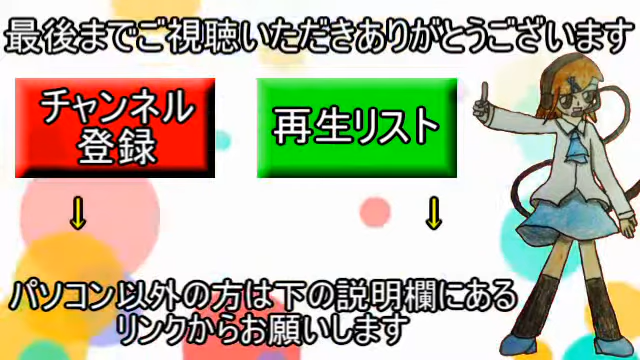 最後までご視聴いただきありがとうございます
チャンネル
登録
再生リスト
↓ ↓
パソコン以外の方は下の説明欄にある
リンクからお願いします